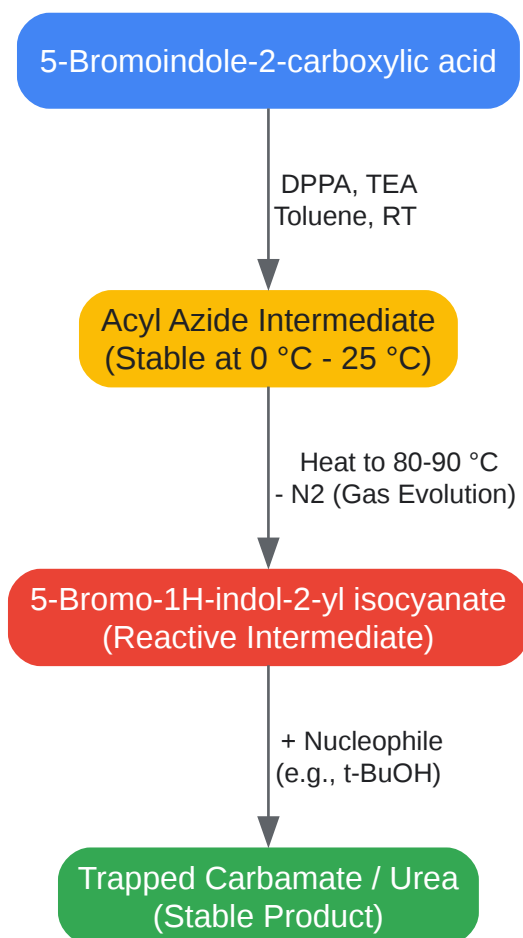 5-Bromoindole-2-carboxylic acid
DPPA, TEA
Toluene, RT
Acyl Azide Intermediate
(Stable at 0 °C - 25 °C)
Heat to 80-90 °C
- N2 (Gas Evolution)
5-Bromo-1H-indol-2-yl isocyanate
(Reactive Intermediate)
+ Nucleophile
(e.g., t-BuOH)
Trapped Carbamate / Urea
(Stable Product)